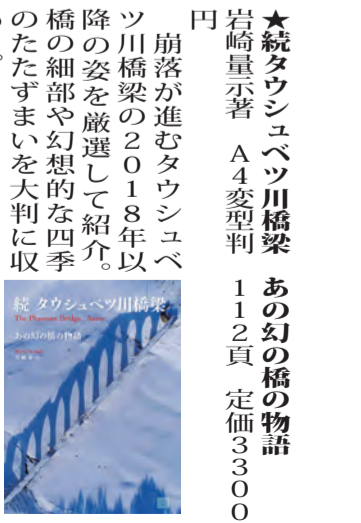 ★続タウシュベツ川橋梁　あの幻の橋の物語
岩崎量示著　A4変型判　112頁　定価3300
円
　崩落が進むタウシュベ
ツ川橋梁の2018年以
降の姿を厳選して紹介。
橋の細部や幻想的な四季
のたたずまいを大判に収
続 タウシュベツ川橋梁
The Phantom Bridge, Anew
あの幻の橋の物語